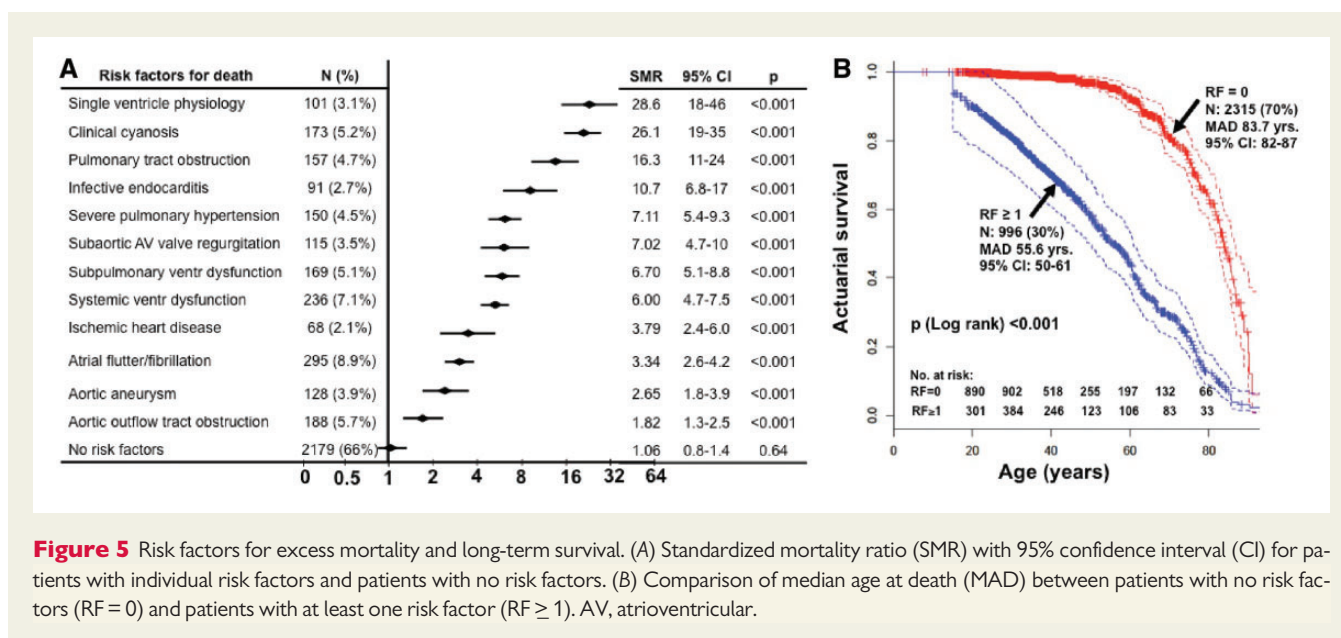 A
Risk factors for death N (%) SMR 95% CI p
Single ventricle physiology 101 (3.1%) 28.6 18-46 <0.001
Clinical cyanosis 173 (5.2%) 26.1 19-35 <0.001
Pulmonary tract obstruction 157 (4.7%) 16.3 11-24 <0.001
Infective endocarditis 91 (2.7%) 10.7 6.8-17 <0.001
Severe pulmonary hypertension 150 (4.5%) 7.11 5.4-9.3 <0.001
Subaortic AV valve regurgitation 115 (3.5%) 7.02 4.7-10 <0.001
Subpulmonary ventr dysfunction 169 (5.1%) 6.70 5.1-8.8 <0.001
Systemic ventr dysfunction 236 (7.1%) 6.00 4.7-7.5 <0.001
Ischemic heart disease 68 (2.1%) 3.79 2.4-6.0 <0.001
Atrial flutter/fibrillation 295 (8.9%) 3.34 2.6-4.2 <0.001
Aortic aneurysm 128 (3.9%) 2.65 1.8-3.9 <0.001
Aortic outflow tract obstruction 188 (5.7%) 1.82 1.3-2.5 <0.001
No risk factors 2179 (66%) 1.06 0.8-1.4 0.64
0 0.5 1 2 4 8 16 32 64
B
Actuarial survival
1.0
0.8
0.6
0.4
0.2
0.0
RF = 0
N: 2315 (70%)
MAD 83.7 yrs.
95% CI: 82-87
RF ≥ 1
N: 996 (30%)
MAD 55.6 yrs.
95% CI: 50-61
p (Log rank) <0.001
No. at risk:
RF=0 890 902 518 255 197 132 66
RF≥1 301 384 246 123 106 83 33
0 20 40 60 80
Age (years)
Figure 5 Risk factors for excess mortality and long-term survival. (A) Standardized mortality ratio (SMR) with 95% confidence interval (CI) for pa-
tients with individual risk factors and patients with no risk factors. (B) Comparison of median age at death (MAD) between patients with no risk fac-
tors (RF = 0) and patients with at least one risk factor (RF ≥ 1). AV, atrioventricular.